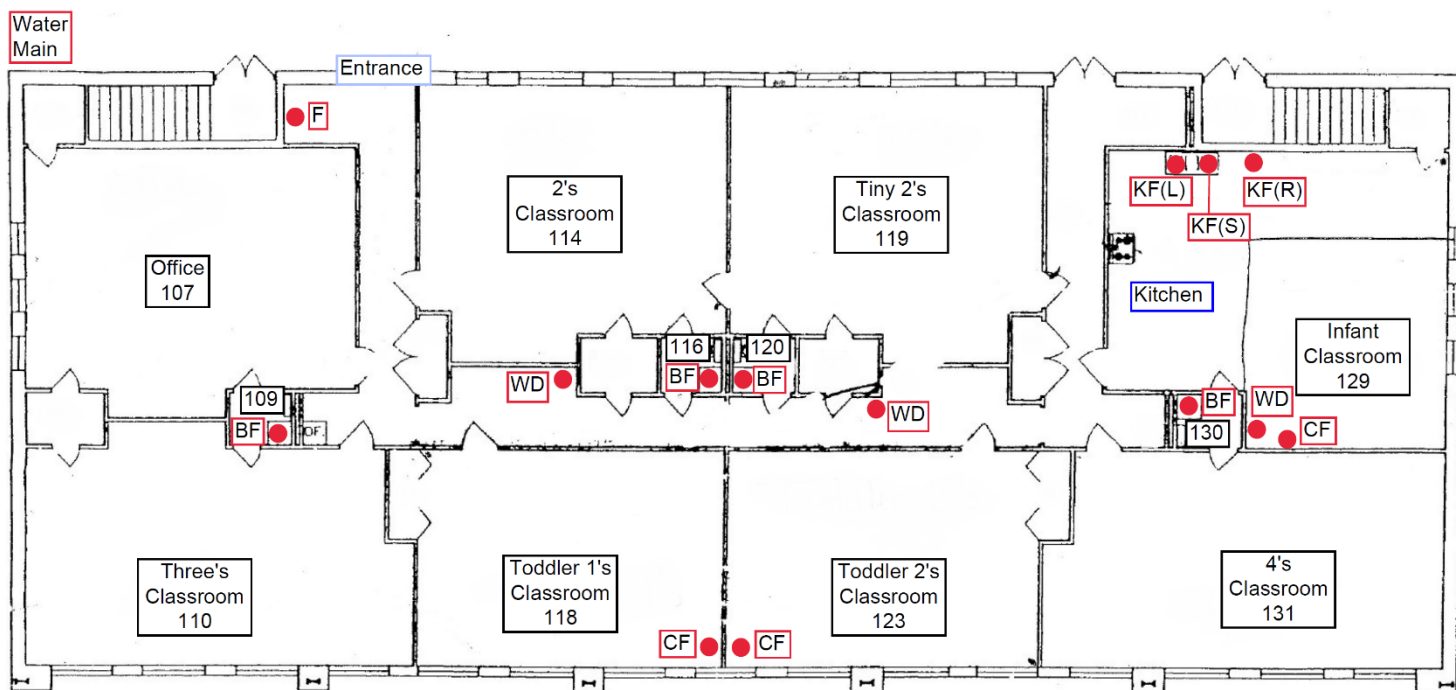 Water
Main
Entrance
F
2's
Classroom
114
Tiny 2's
Classroom
119
KF(L)
KF(R)
KF(S)
Office
107
Kitchen
Infant
Classroom
129
116
120
WD
BF
BF
WD
109
BF
DF
BF
WD
130
CF
Three's
Classroom
110
Toddler 1's
Classroom
118
Toddler 2's
Classroom
123
4's
Classroom
131
CF
CF